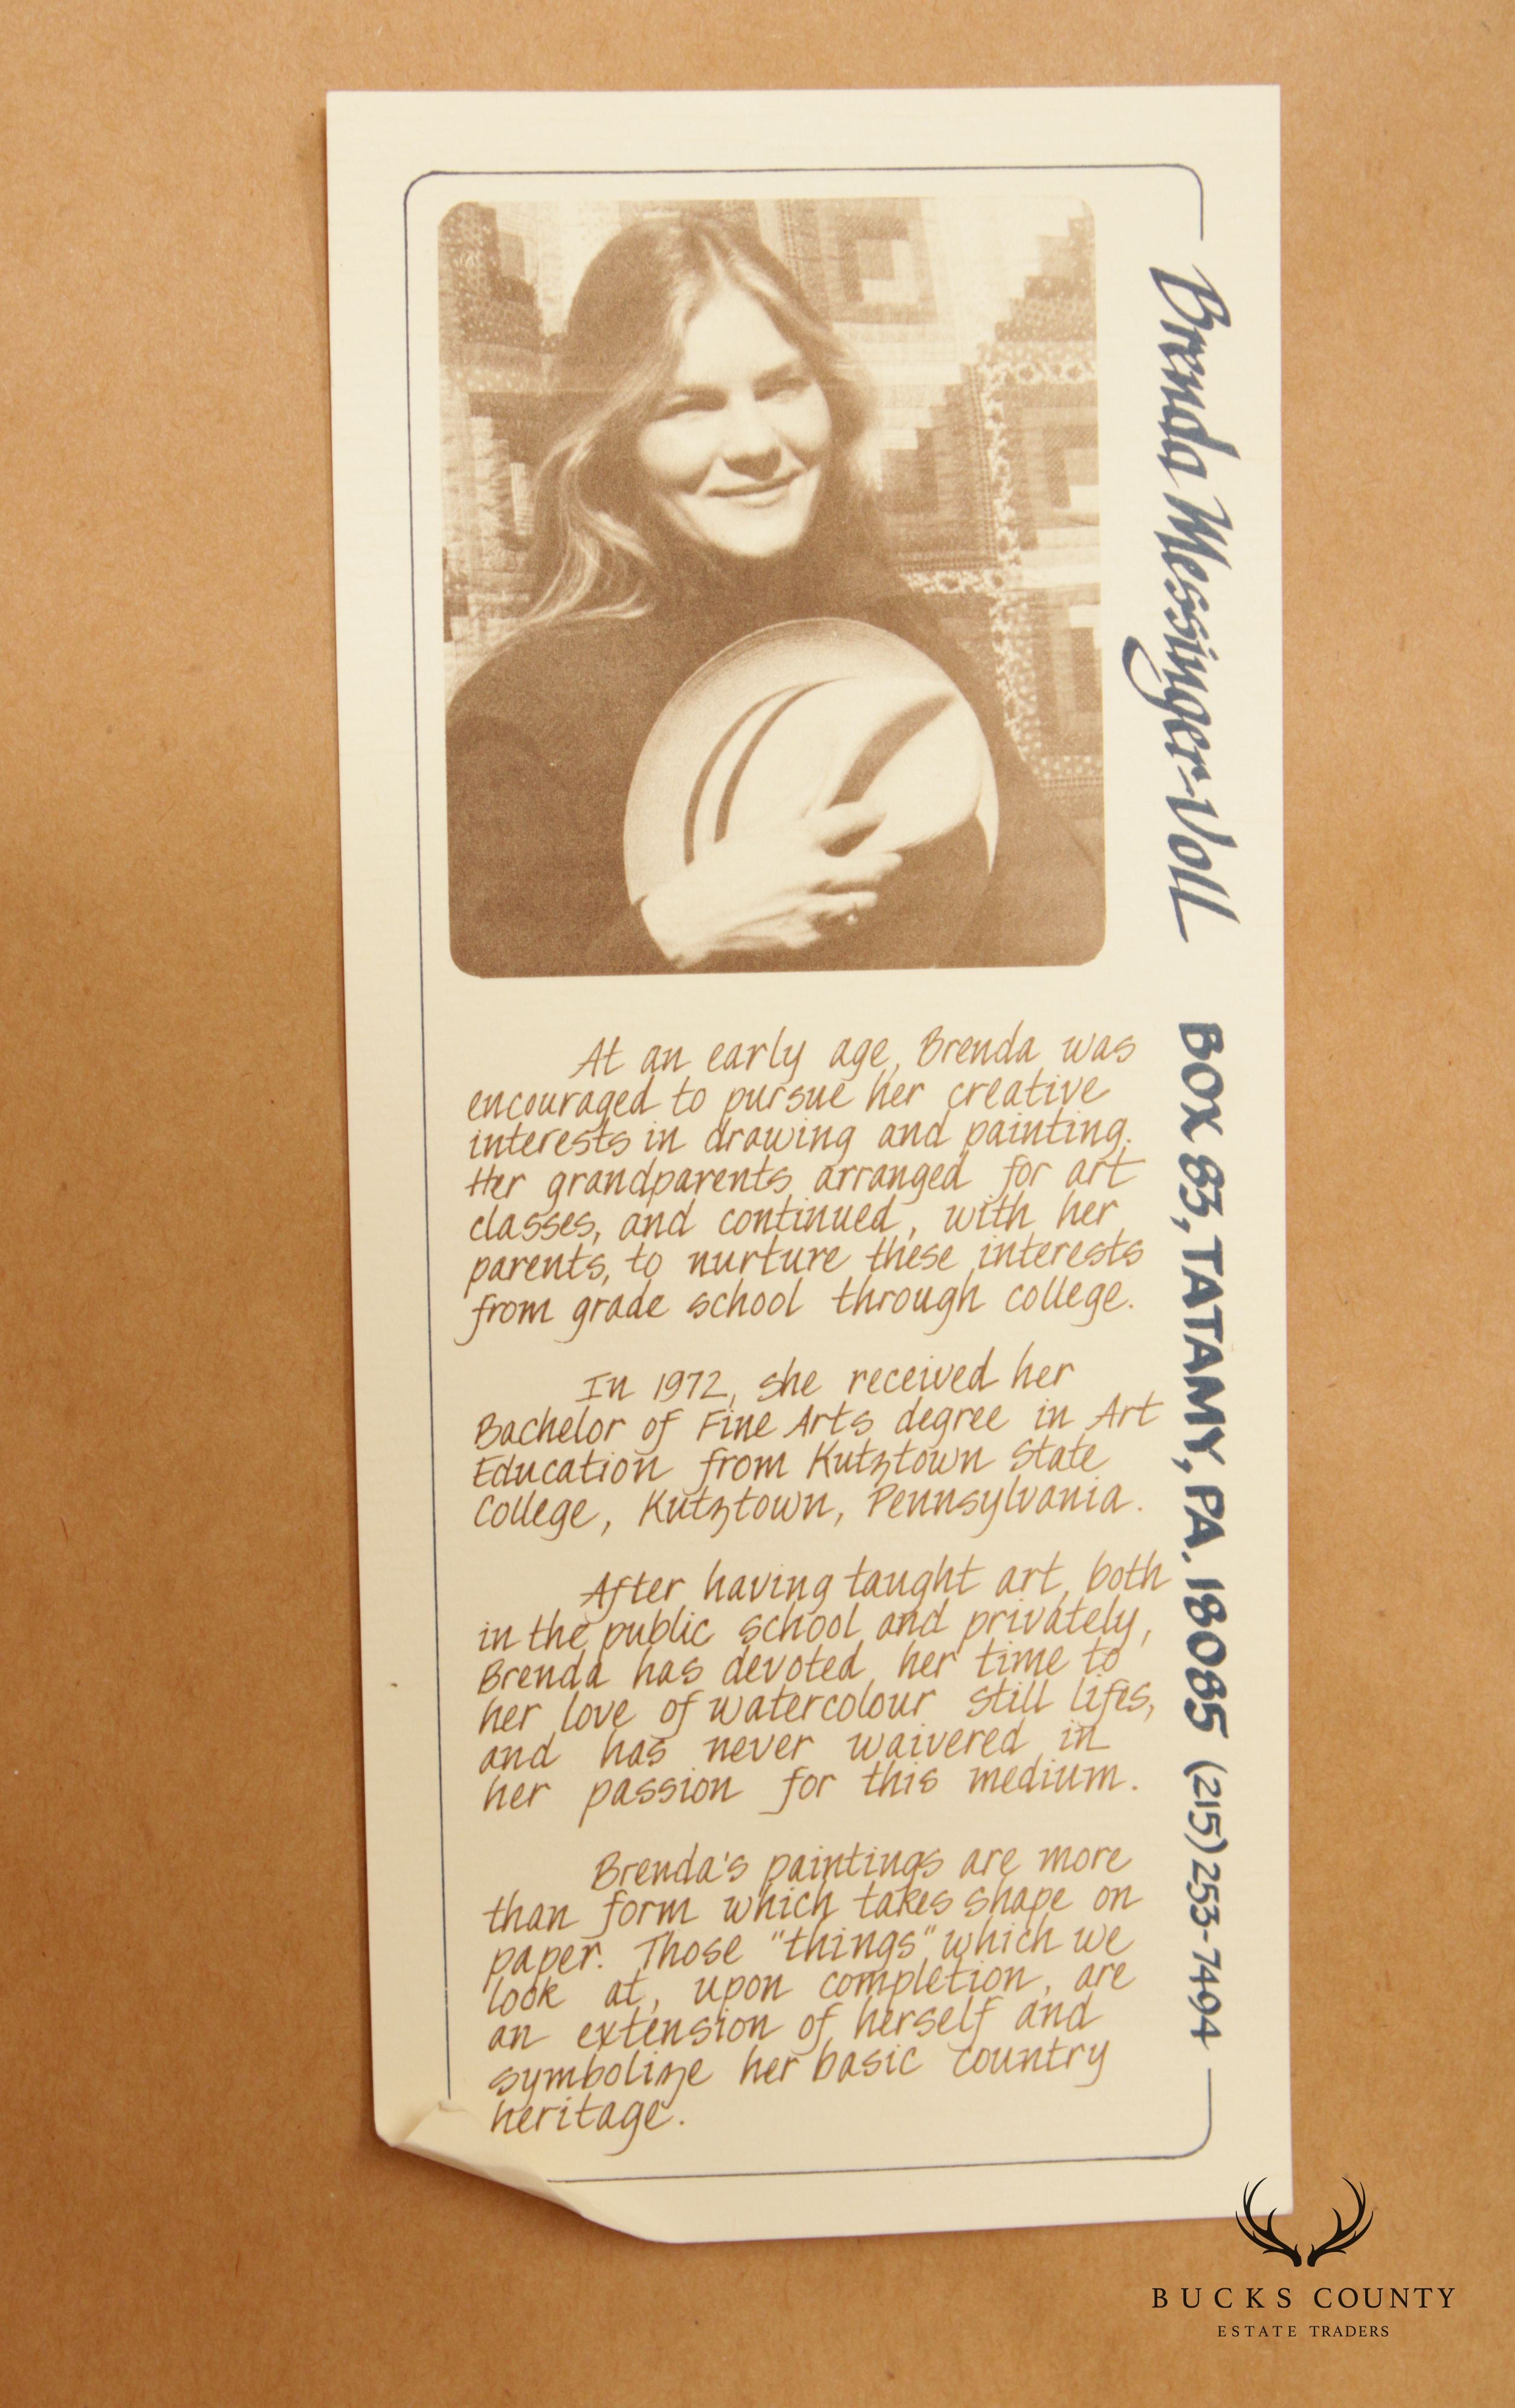 Brenda Messinger-Voll BOX 83, TATAMY, PA. 18085 (215) 253-7494
At an early age, Brenda was
encouraged to pursue her creative
interests in drawing and painting.
Her grandparents arranged for art
classes, and continued, with her
parents, to nurture these interests
from grade school through college.
In 1972, she received her
Bachelor of Fine Arts degree in Art
Education from Kutztown State
College, Kutztown, Pennsylvania.
After having taught art, both
in the public school and privately,
Brenda has devoted her time to
her love of watercolour still lifes,
and has never waivered in
her passion for this medium.
Brenda's paintings are more
than form which takes shape on
paper. Those "things" which we
look at, upon completion, are
an extension of herself and
symbolize her basic country
heritage.
BUCKS COUNTY
ESTATE TRADERS